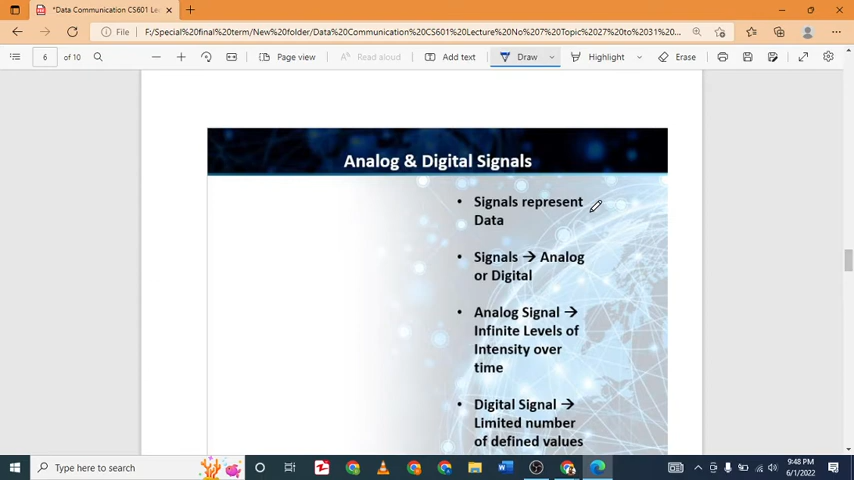 *Data Communication CS601 Lect
File
F:/Special%20final%20term/New%20folder/Data%20Communication%20CS601%20Lecture%20No%207%20Topic%2027%20to%2031%20...
6 of 10
Page view
Read aloud
Add text
Draw
Highlight
Erase
Analog & Digital Signals
• Signals represent
Data
• Signals → Analog
or Digital
• Analog Signal →
Infinite Levels of
Intensity over
time
• Digital Signal →
Limited number
of defined values
Type here to search
9:48 PM
6/1/2022